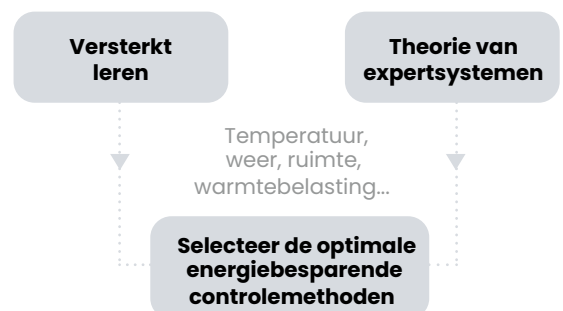 Versterkt
leren
Theorie van
expertsystemen
Temperatuur,
weer, ruimte,
warmtebelasting...
Selecteer de optimale
energiebesparende
controlemethoden